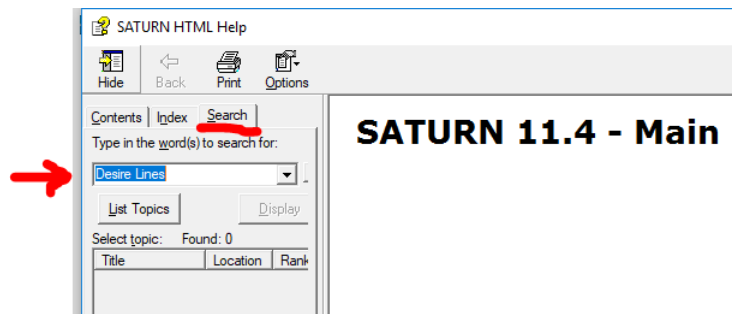 SATURN HTML Help
Hide Back Print Options
Contents Index Search
Type in the word(s) to search for:
Desire Lines
List Topics Display
Select topic: Found: 0
Title Location Rank
SATURN 11.4 - Main